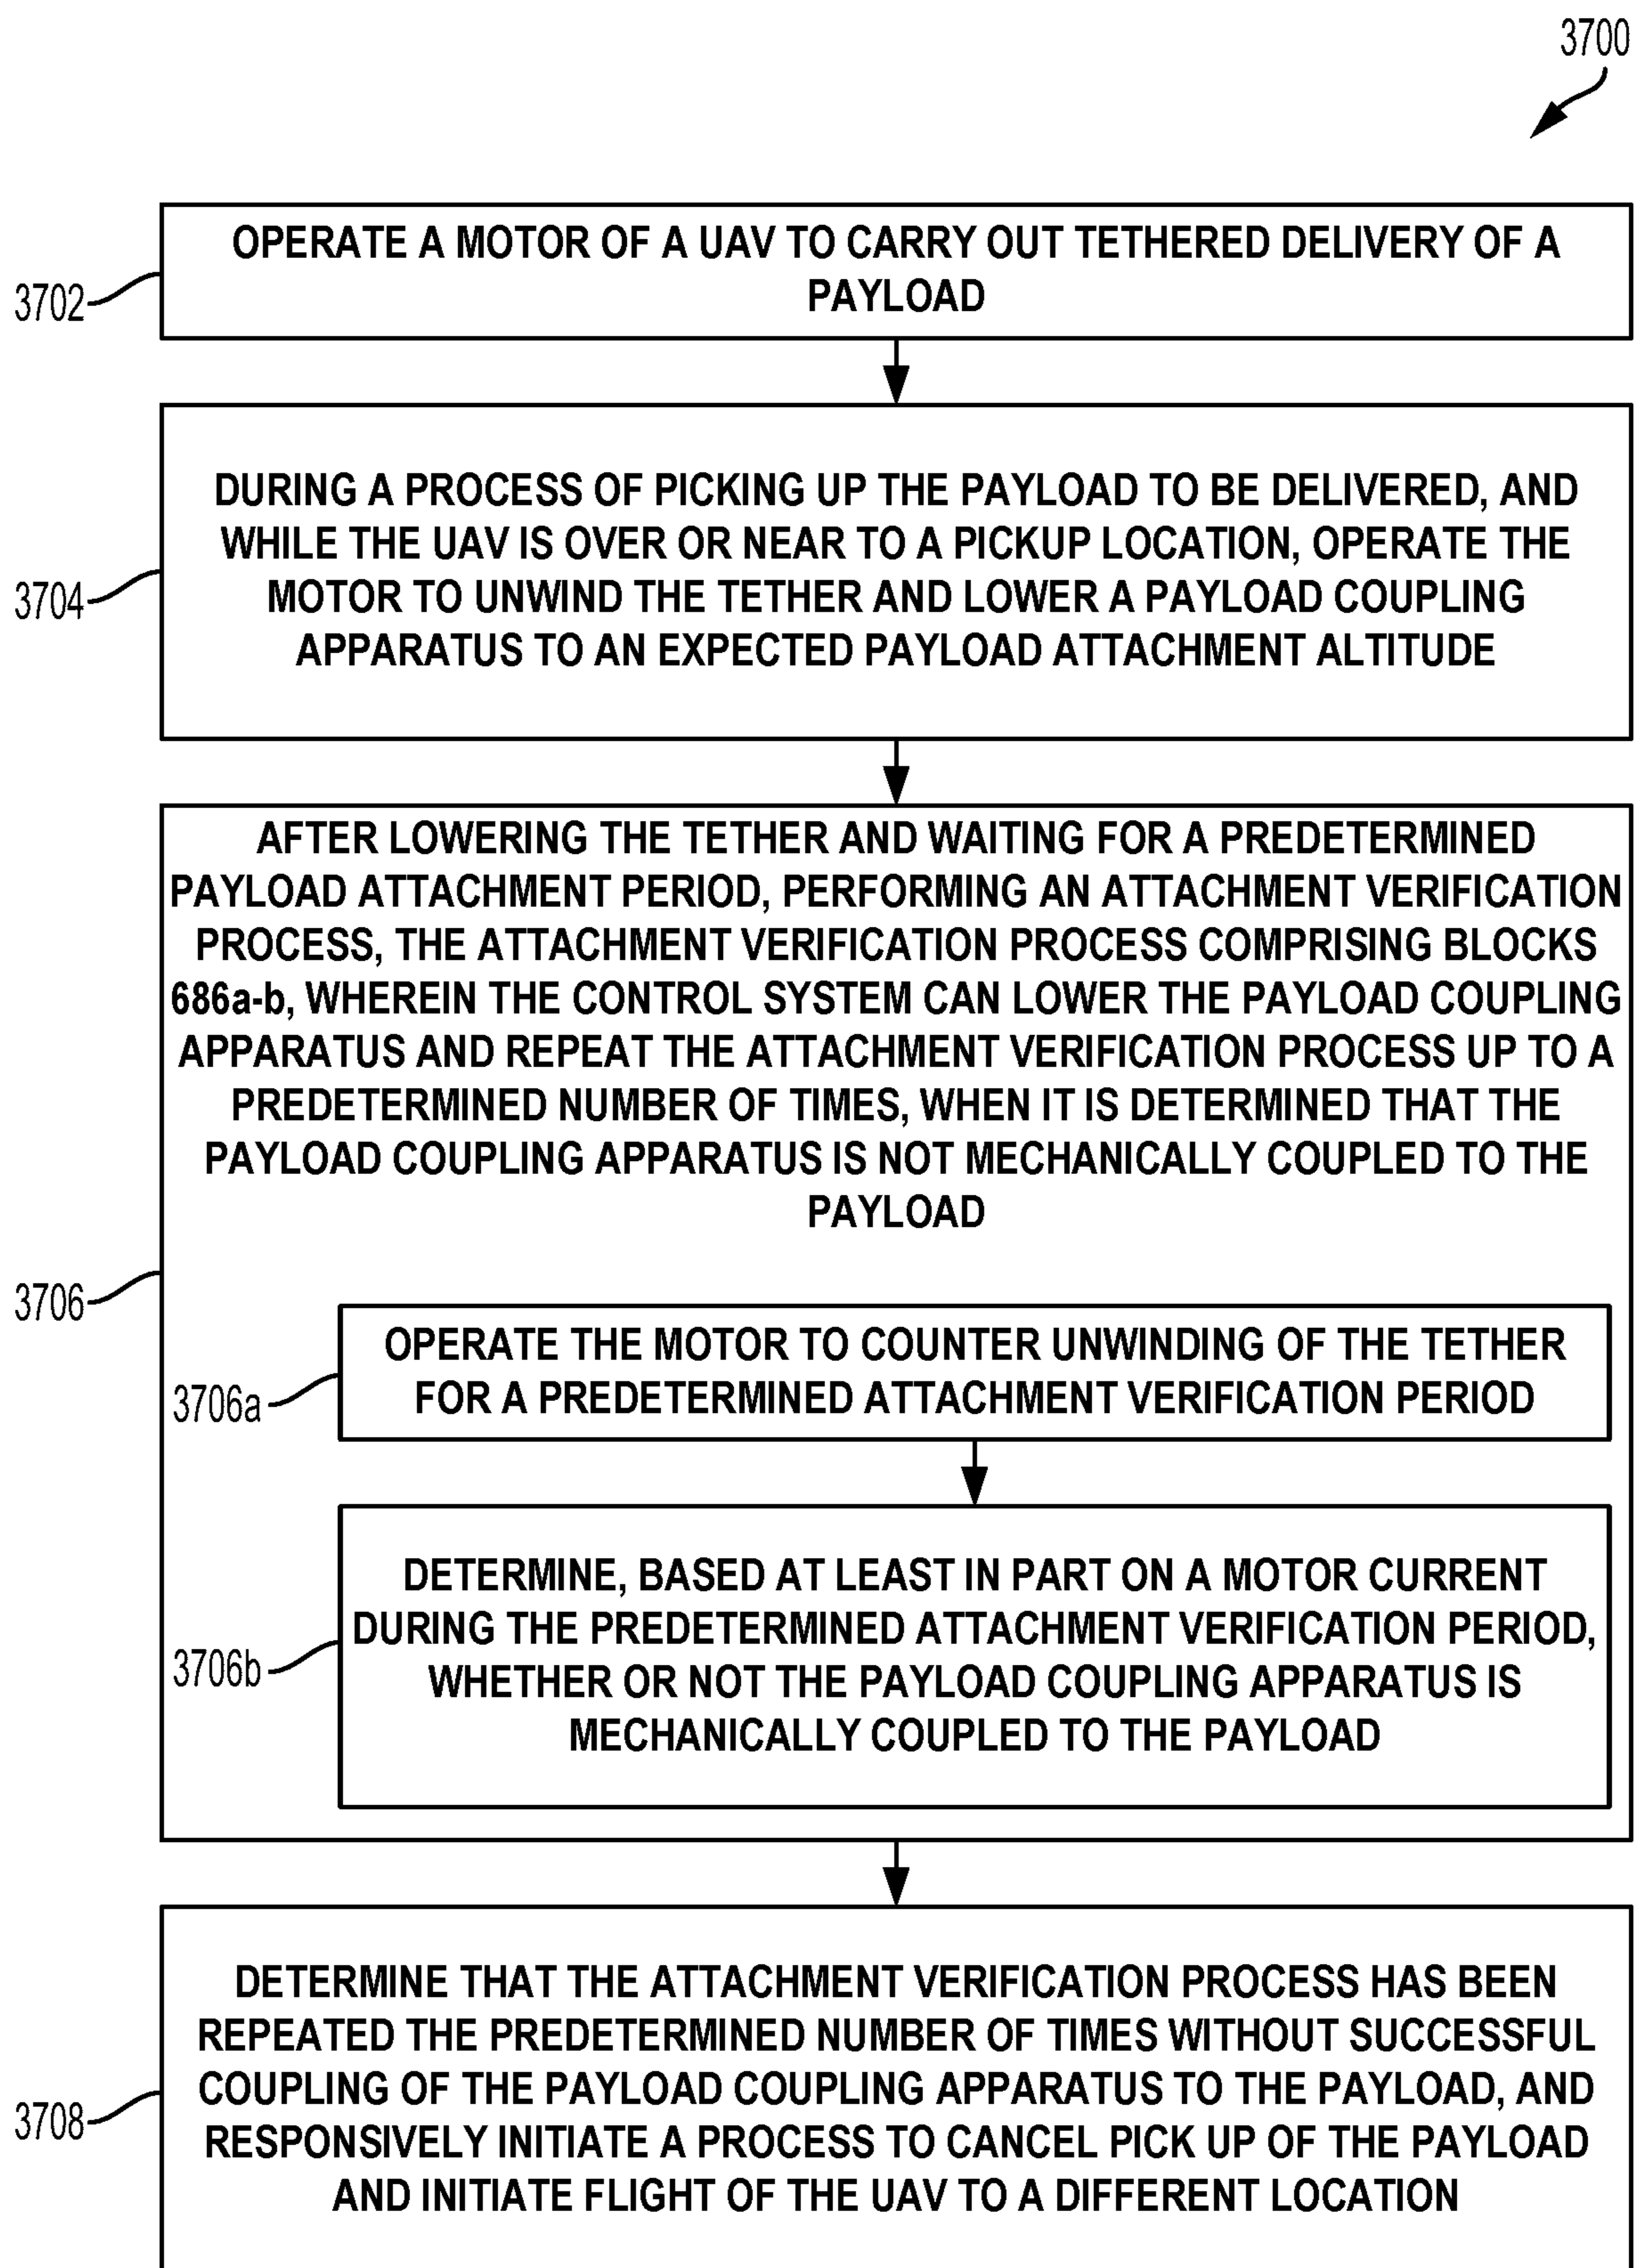 3700
OPERATE A MOTOR OF A UAV TO CARRY OUT TETHERED DELIVERY OF A
PAYLOAD
3702
DURING A PROCESS OF PICKING UP THE PAYLOAD TO BE DELIVERED, AND
WHILE THE UAV IS OVER OR NEAR TO A PICKUP LOCATION, OPERATE THE
MOTOR TO UNWIND THE TETHER AND LOWER A PAYLOAD COUPLING
APPARATUS TO AN EXPECTED PAYLOAD ATTACHMENT ALTITUDE
3704
AFTER LOWERING THE TETHER AND WAITING FOR A PREDETERMINED
PAYLOAD ATTACHMENT PERIOD, PERFORMING AN ATTACHMENT VERIFICATION
PROCESS, THE ATTACHMENT VERIFICATION PROCESS COMPRISING BLOCKS
686a-b, WHEREIN THE CONTROL SYSTEM CAN LOWER THE PAYLOAD COUPLING
APPARATUS AND REPEAT THE ATTACHMENT VERIFICATION PROCESS UP TO A
PREDETERMINED NUMBER OF TIMES, WHEN IT IS DETERMINED THAT THE
PAYLOAD COUPLING APPARATUS IS NOT MECHANICALLY COUPLED TO THE
PAYLOAD
3706
OPERATE THE MOTOR TO COUNTER UNWINDING OF THE TETHER
FOR A PREDETERMINED ATTACHMENT VERIFICATION PERIOD
3706a
DETERMINE, BASED AT LEAST IN PART ON A MOTOR CURRENT
DURING THE PREDETERMINED ATTACHMENT VERIFICATION PERIOD,
WHETHER OR NOT THE PAYLOAD COUPLING APPARATUS IS
MECHANICALLY COUPLED TO THE PAYLOAD
3706b
DETERMINE THAT THE ATTACHMENT VERIFICATION PROCESS HAS BEEN
REPEATED THE PREDETERMINED NUMBER OF TIMES WITHOUT SUCCESSFUL
COUPLING OF THE PAYLOAD COUPLING APPARATUS TO THE PAYLOAD, AND
RESPONSIVELY INITIATE A PROCESS TO CANCEL PICK UP OF THE PAYLOAD
AND INITIATE FLIGHT OF THE UAV TO A DIFFERENT LOCATION
3708